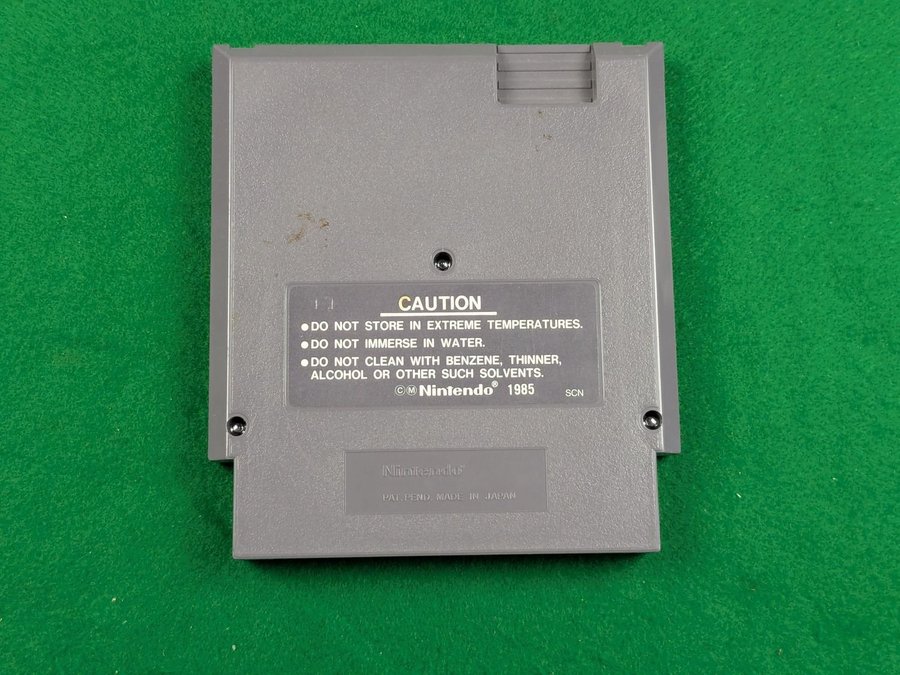 CAUTION
●DO NOT STORE IN EXTREME TEMPERATURES.
●DO NOT IMMERSE IN WATER.
●DO NOT CLEAN WITH BENZENE, THINNER,
ALCOHOL OR OTHER SUCH SOLVENTS.
ⒸⓂ Nintendo® 1985 SCN
Nintendo®
PAT.PEND. MADE IN JAPAN